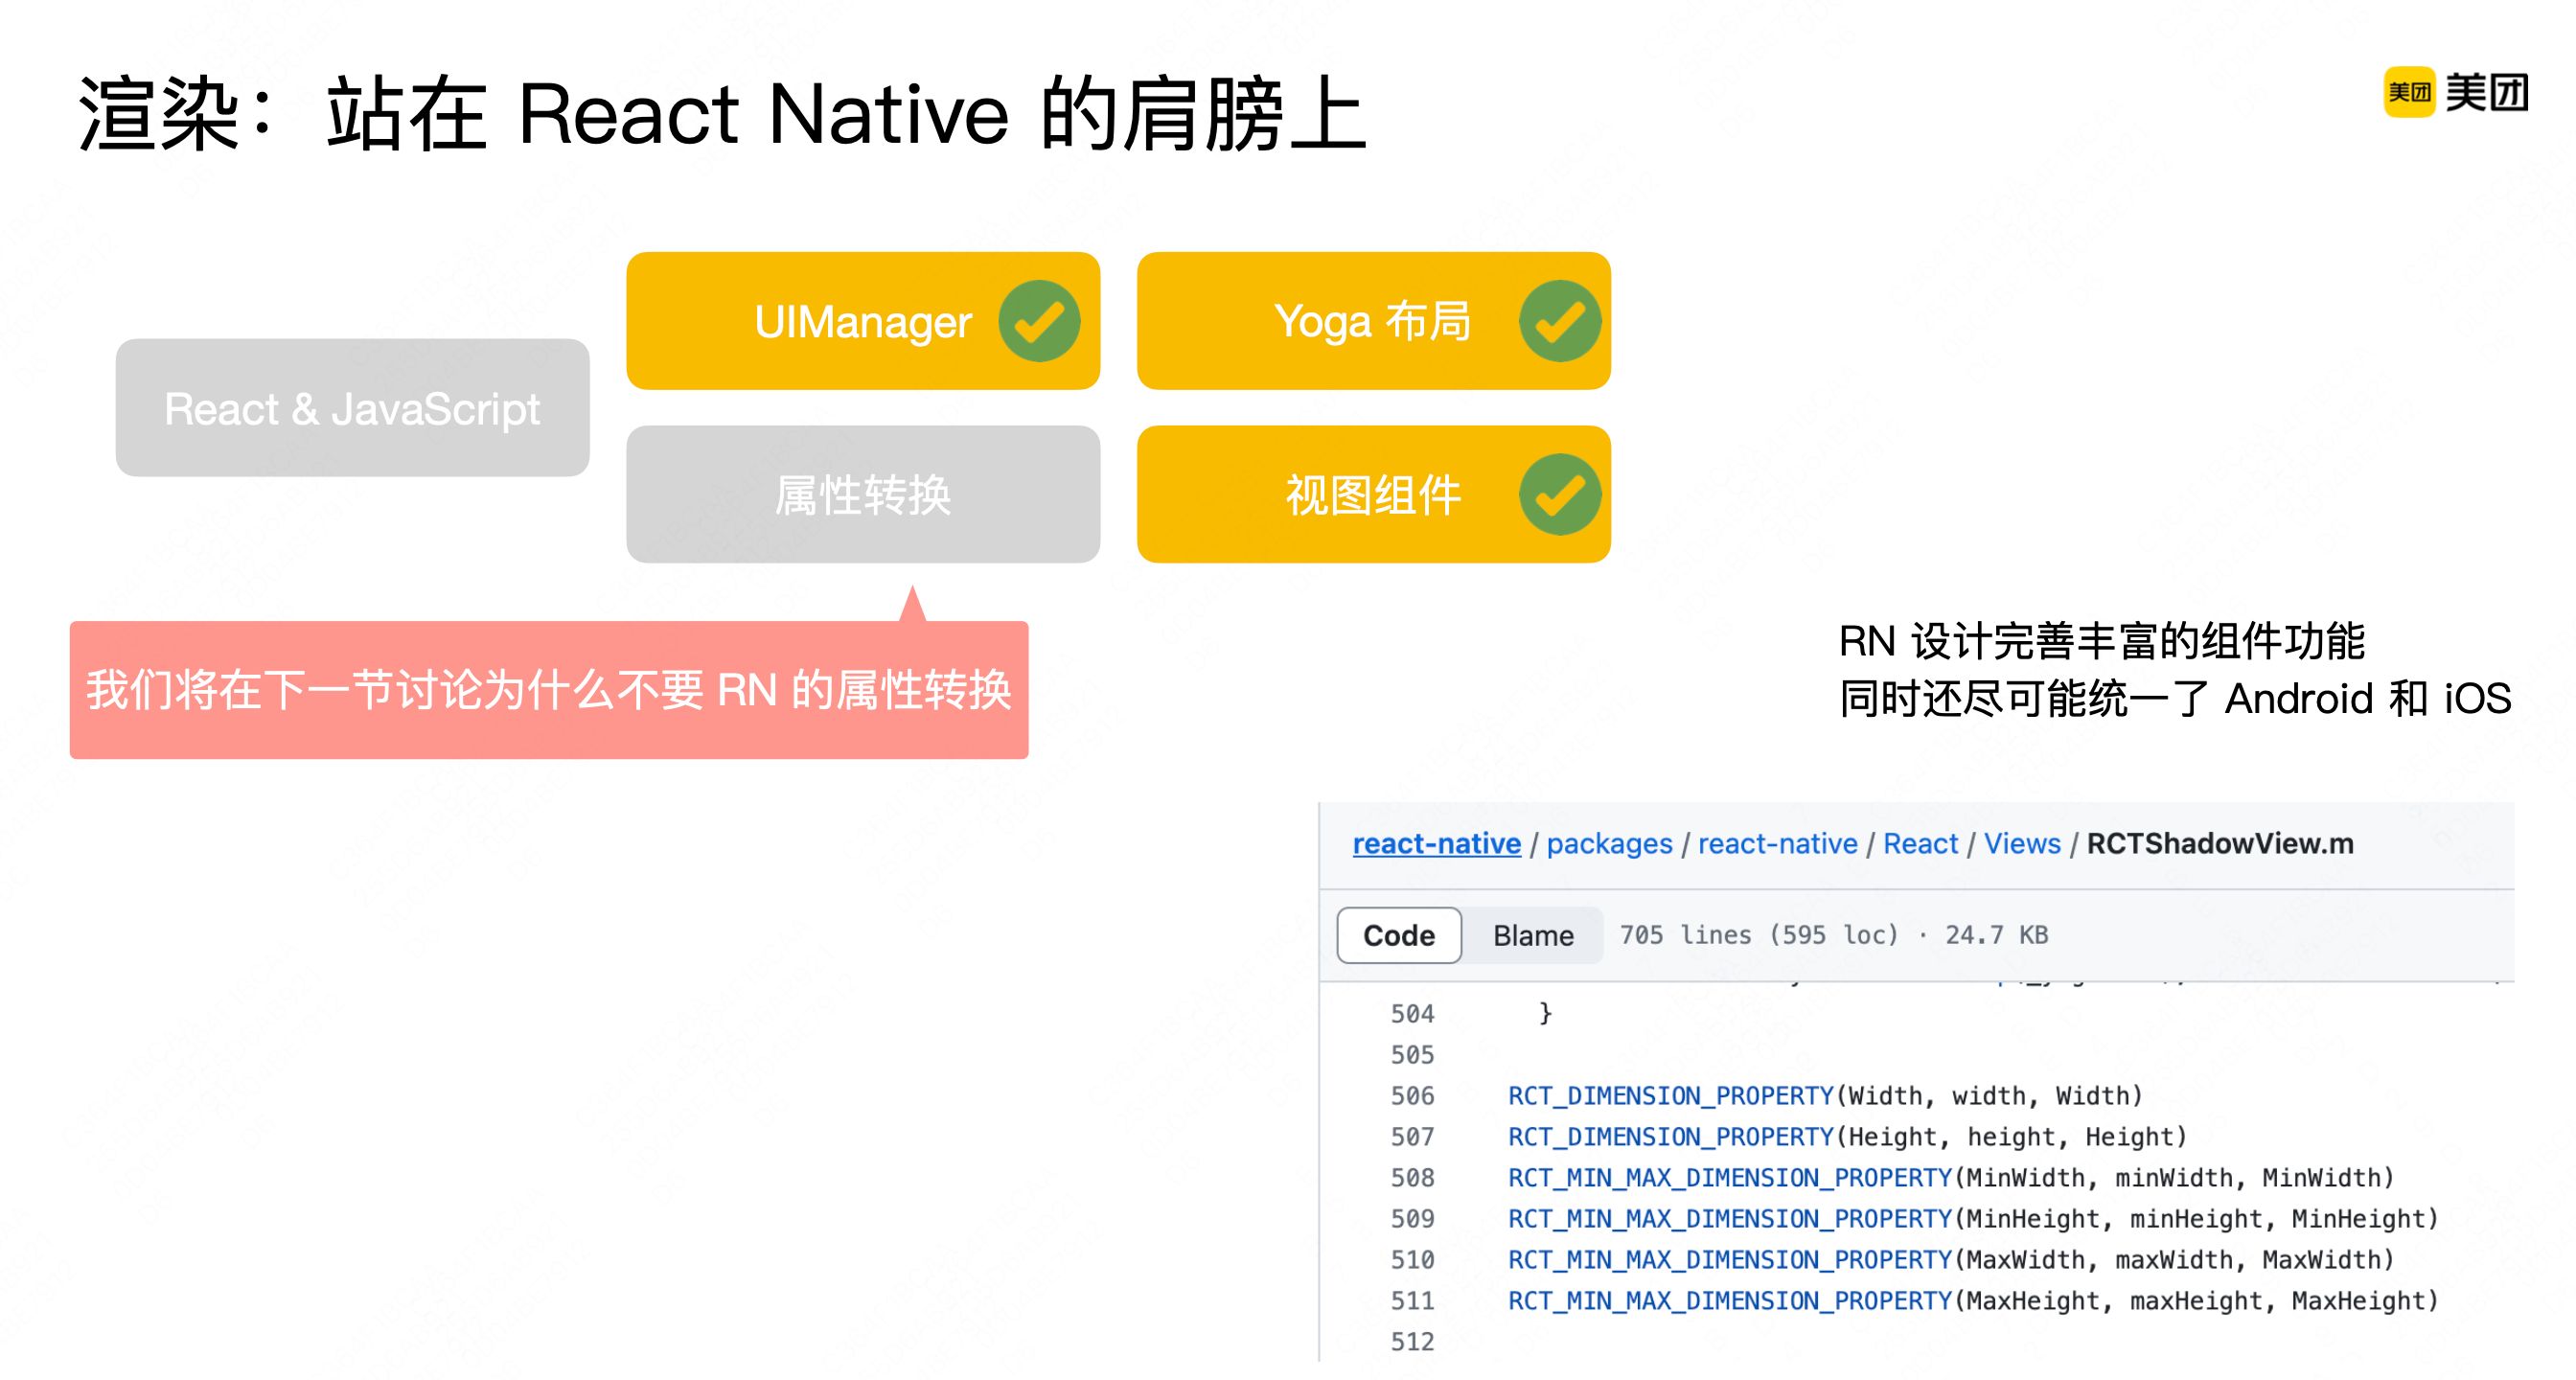 渲染：站在 React Native 的肩膀上
美团 美团
UIManager
Yoga 布局
React & JavaScript
属性转换
视图组件
我们将在下一节讨论为什么不要 RN 的属性转换
RN 设计完善丰富的组件功能
同时还尽可能统一了 Android 和 iOS
react-native / packages / react-native / React / Views / RCTShadowView.m
Code Blame 705 lines (595 loc) · 24.7 KB
504 }
505
506 RCT_DIMENSION_PROPERTY(Width, width, Width)
507 RCT_DIMENSION_PROPERTY(Height, height, Height)
508 RCT_MIN_MAX_DIMENSION_PROPERTY(MinWidth, minWidth, MinWidth)
509 RCT_MIN_MAX_DIMENSION_PROPERTY(MinHeight, minHeight, MinHeight)
510 RCT_MIN_MAX_DIMENSION_PROPERTY(MaxWidth, maxWidth, MaxWidth)
511 RCT_MIN_MAX_DIMENSION_PROPERTY(MaxHeight, maxHeight, MaxHeight)
512